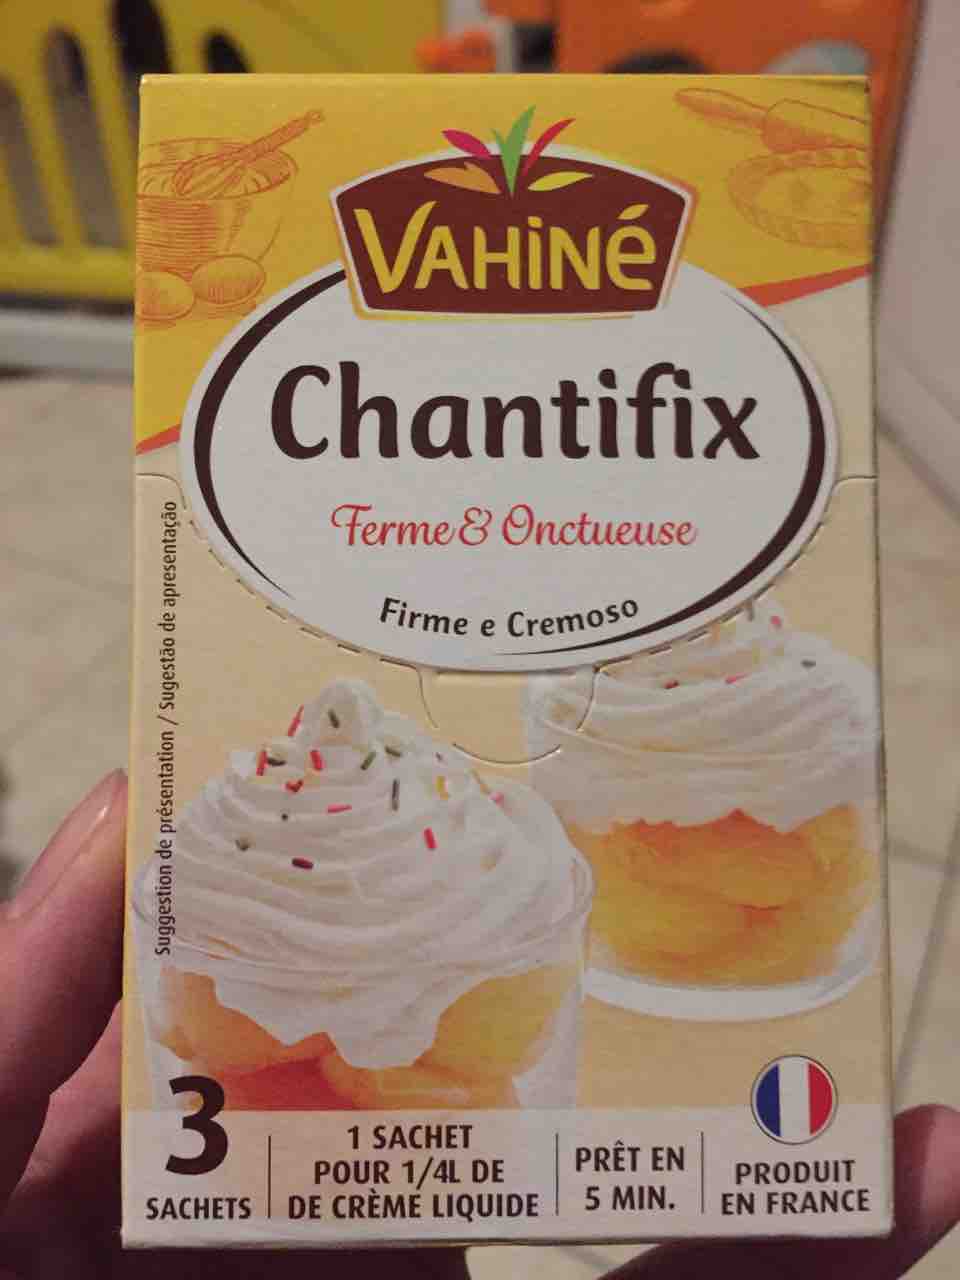 VAHINÉ
Chantifix
Ferme & Onctueuse
Firme e Cremoso
Suggestion de présentation / Sugestão de apresentação
3
SACHETS
1 SACHET
POUR 1/4L DE
DE CRÈME LIQUIDE
PRÊT EN
5 MIN.
PRODUIT
EN FRANCE